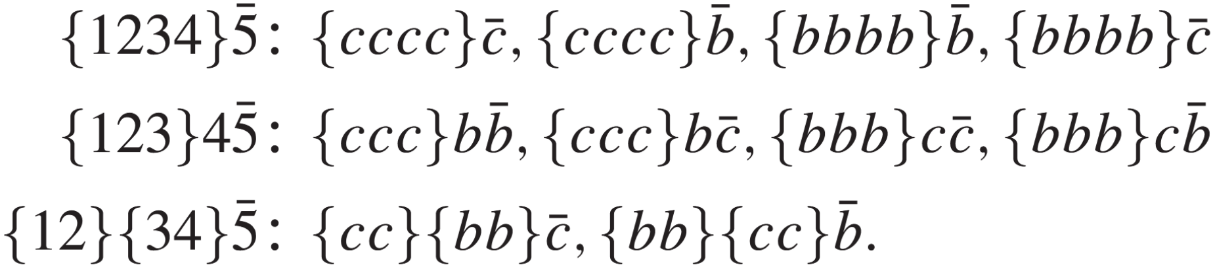 {1234}5̄: {cccc}c̄, {cccc}b̄, {bbbb}b̄, {bbbb}c̄
{123}45̄: {ccc}bb̄, {ccc}bc̄, {bbb}cc̄, {bbb}cb̄
{12}{34}5̄: {cc}{bb}c̄, {bb}{cc}b̄.